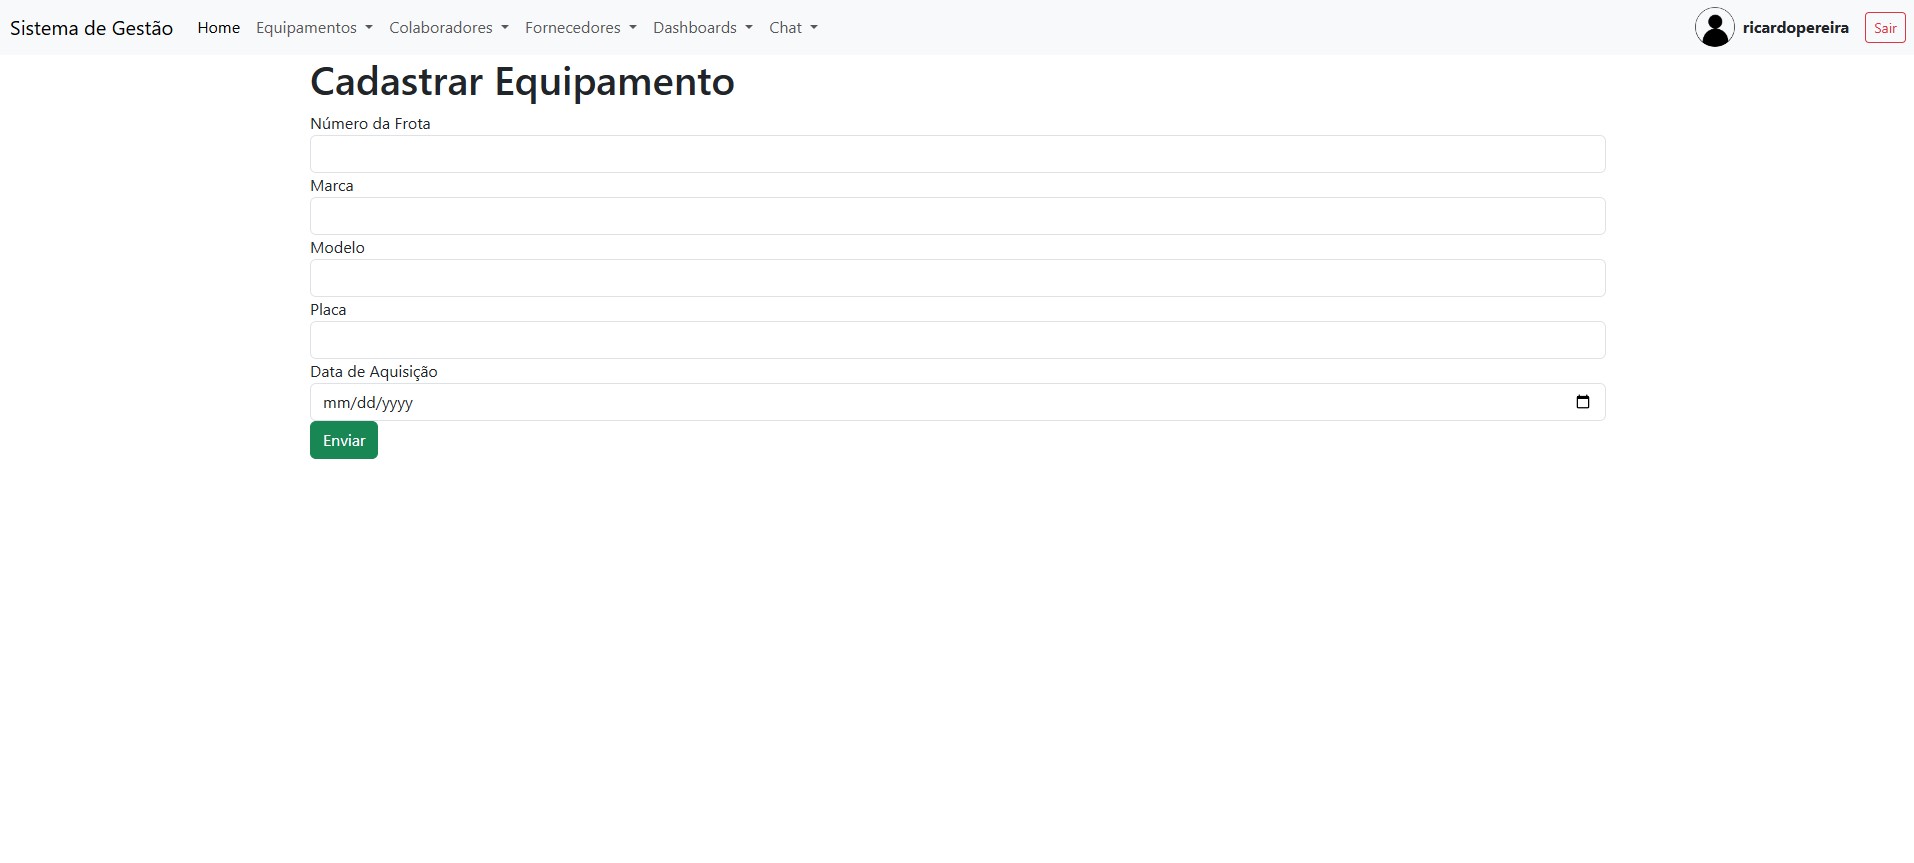 Sistema de Gestão Home Equipamentos Colaboradores Fornecedores Dashboards Chat ricardopereira Sair
Cadastrar Equipamento
Número da Frota
Marca
Modelo
Placa
Data de Aquisição
mm/dd/yyyy
Enviar